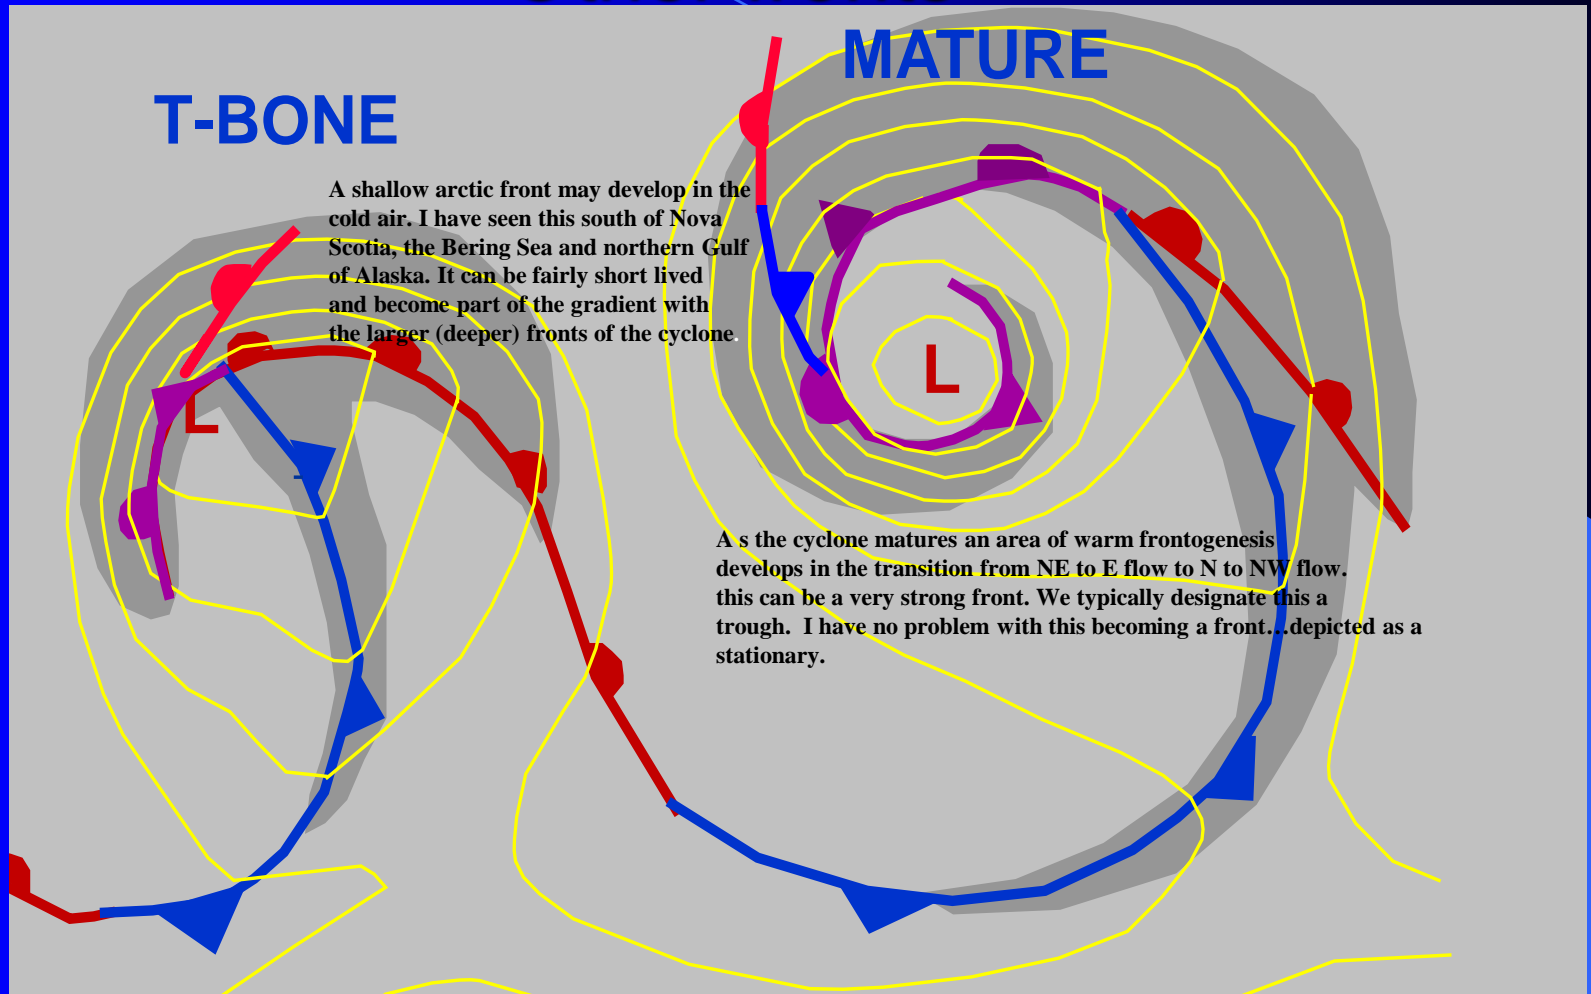 MATURE
T-BONE
A shallow arctic front may develop in the
cold air. I have seen this south of Nova
Scotia, the Bering Sea and northern Gulf
of Alaska. It can be fairly short lived
and become part of the gradient with
the larger (deeper) fronts of the cyclone.
L
L
A s the cyclone matures an area of warm frontogenesis
develops in the transition from NE to E flow to N to NW flow.
this can be a very strong front. We typically designate this a
trough.  I have no problem with this becoming a front…depicted as a
stationary.